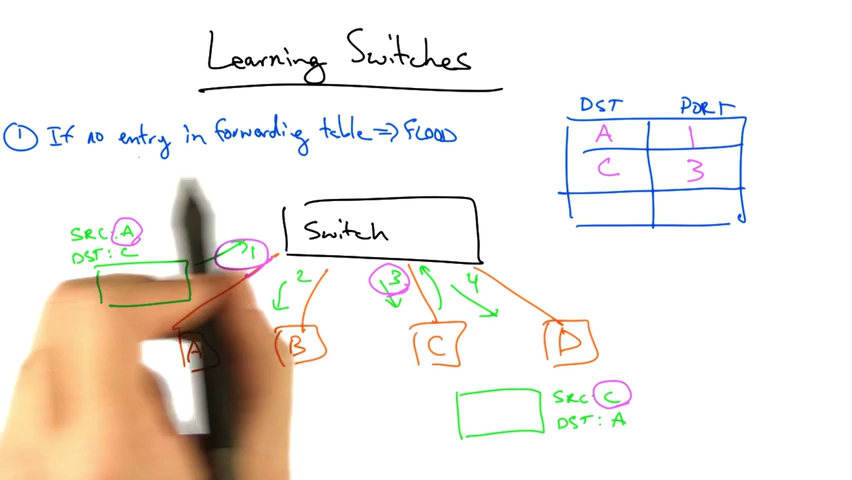 Learning Switches
DST PORT
① If no entry in forwarding table => FLOOD
A 1
C 3
Switch
SRC: A
DST: C
1
2
3
4
A
B
C
D
SRC: C
DST: A